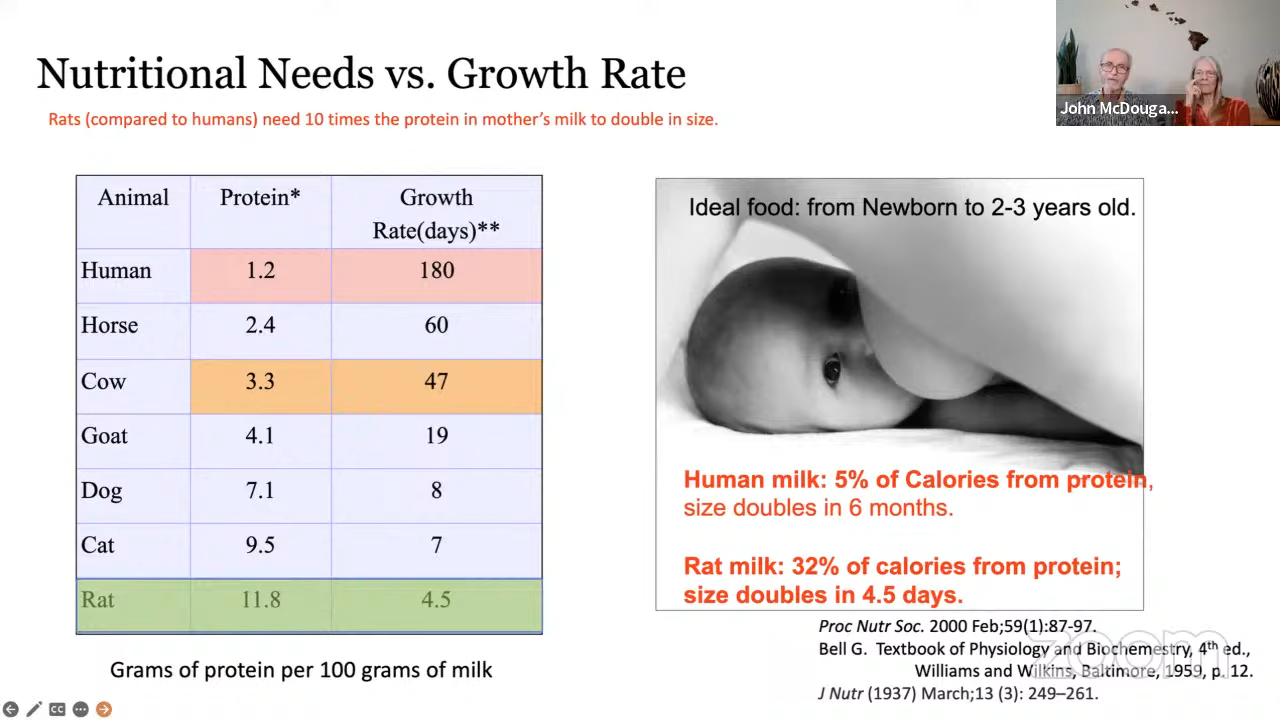 Nutritional Needs vs. Growth Rate
Rats (compared to humans) need 10 times the protein in mother's milk to double in size.
John McDouga...
Animal Protein* Growth
Rate(days)**
Human 1.2 180
Horse 2.4 60
Cow 3.3 47
Goat 4.1 19
Dog 7.1 8
Cat 9.5 7
Rat 11.8 4.5
Grams of protein per 100 grams of milk
Ideal food: from Newborn to 2-3 years old.
Human milk: 5% of Calories from protein,
size doubles in 6 months.
Rat milk: 32% of calories from protein;
size doubles in 4.5 days.
Proc Nutr Soc. 2000 Feb;59(1):87-97.
Bell G. Textbook of Physiology and Biochemestry, 4th ed.,
Williams and Wilkins, Baltimore, 1959, p. 12.
J Nutr (1937) March;13 (3): 249–261.
zoom
CC